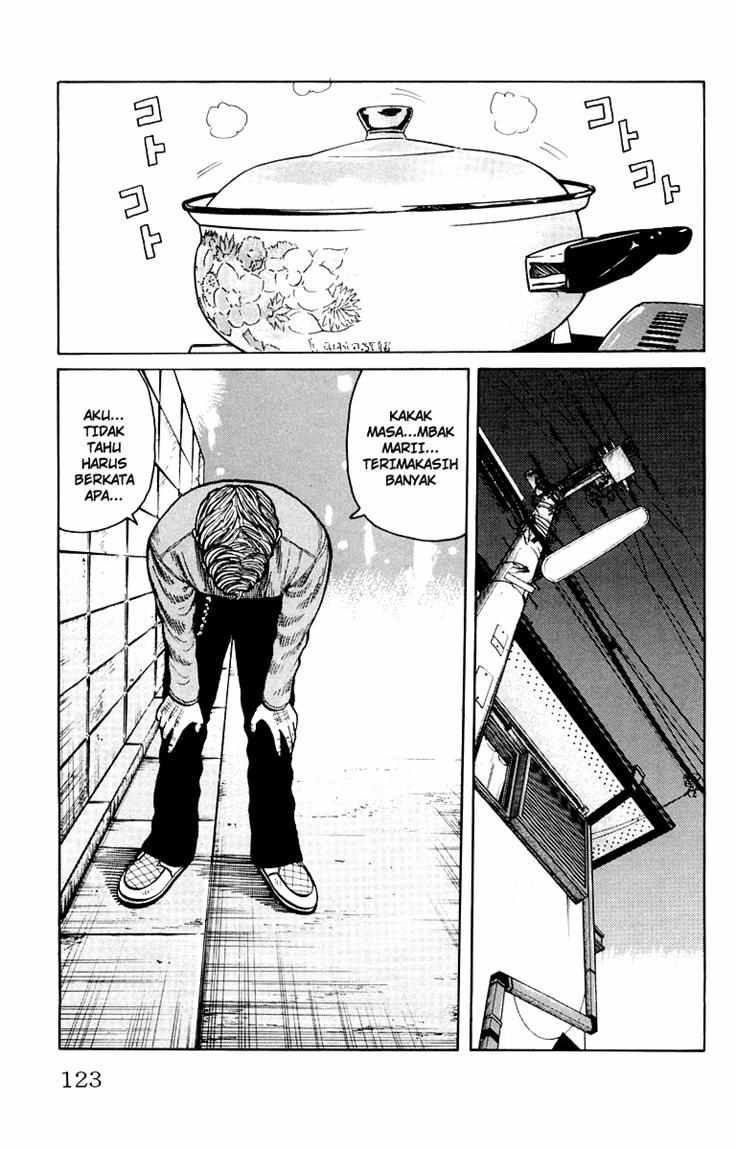 コト
コト
コト
コト
KAKAK
MASA...MBAK
MARII...
TERIMAKASIH
BANYAK
AKU...
TIDAK
TAHU
HARUS
BERKATA
APA...
123